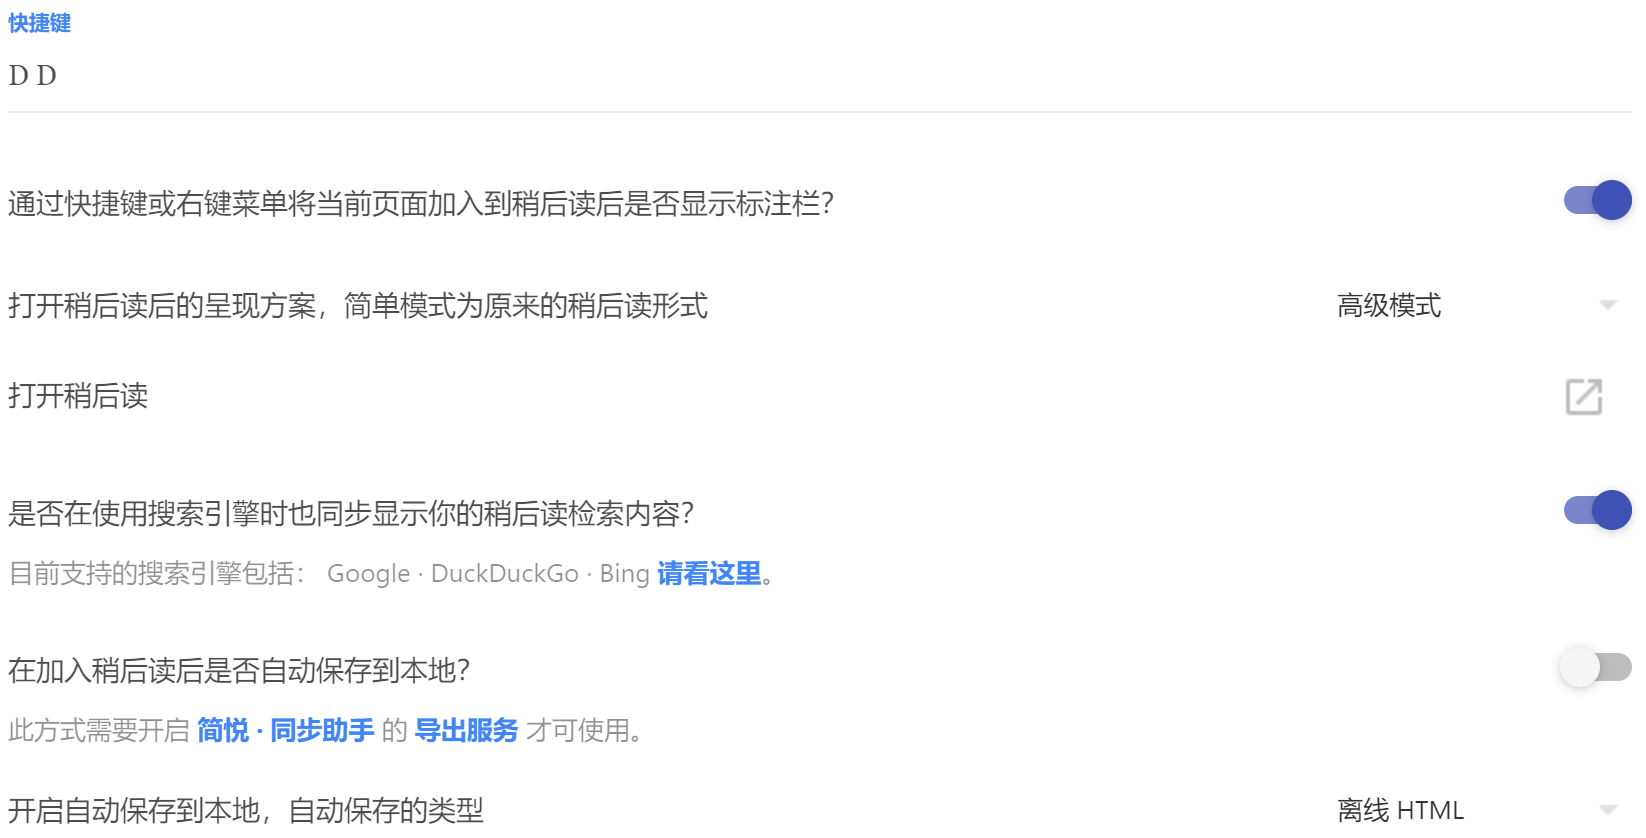 快捷键
D D
通过快捷键或右键菜单将当前页面加入到稍后读后是否显示标注栏？
打开稍后读后的呈现方案，简单模式为原来的稍后读形式 高级模式
打开稍后读
是否在使用搜索引擎时也同步显示你的稍后读检索内容？
目前支持的搜索引擎包括： Google · DuckDuckGo · Bing 请看这里。
在加入稍后读后是否自动保存到本地？
此方式需要开启 简悦 · 同步助手 的 导出服务 才可使用。
开启自动保存到本地，自动保存的类型 离线 HTML